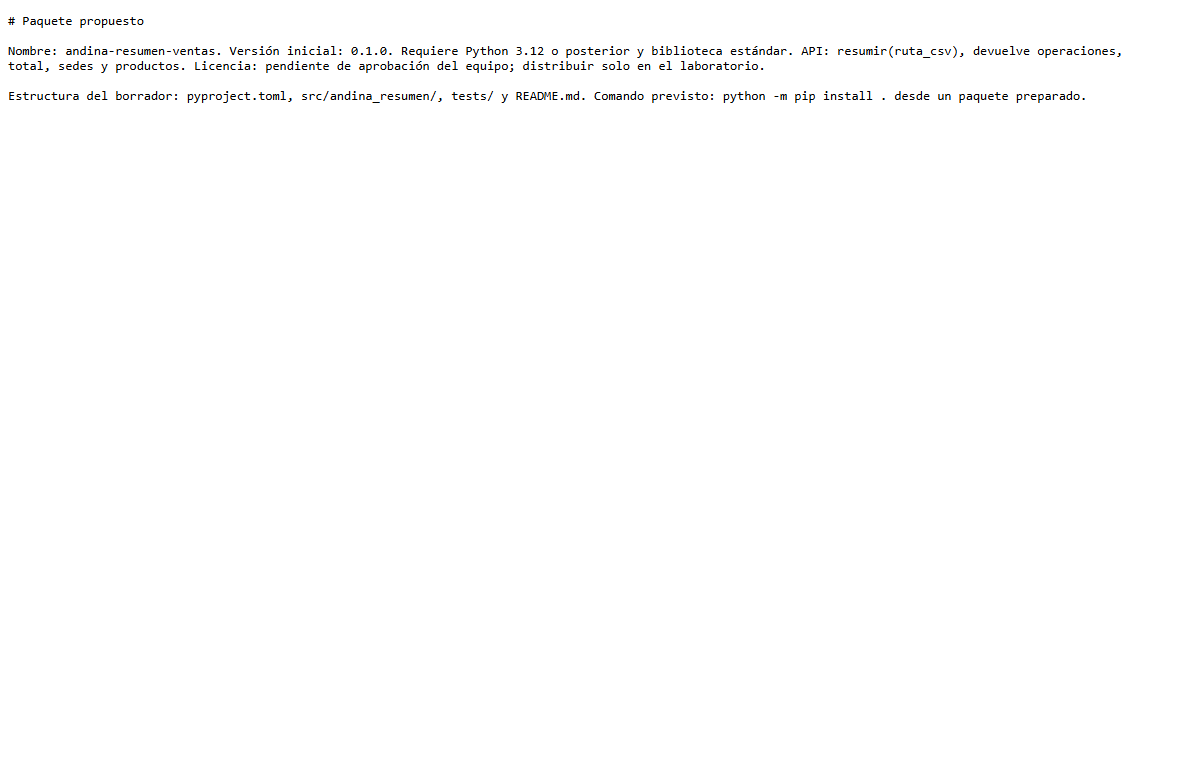 # Paquete propuesto
Nombre: andina-resumen-ventas. Versión inicial: 0.1.0. Requiere Python 3.12 o posterior y biblioteca estándar. API: resumir(ruta_csv), devuelve operaciones,
total, sedes y productos. Licencia: pendiente de aprobación del equipo; distribuir solo en el laboratorio.
Estructura del borrador: pyproject.toml, src/andina_resumen/, tests/ y README.md. Comando previsto: python -m pip install . desde un paquete preparado.